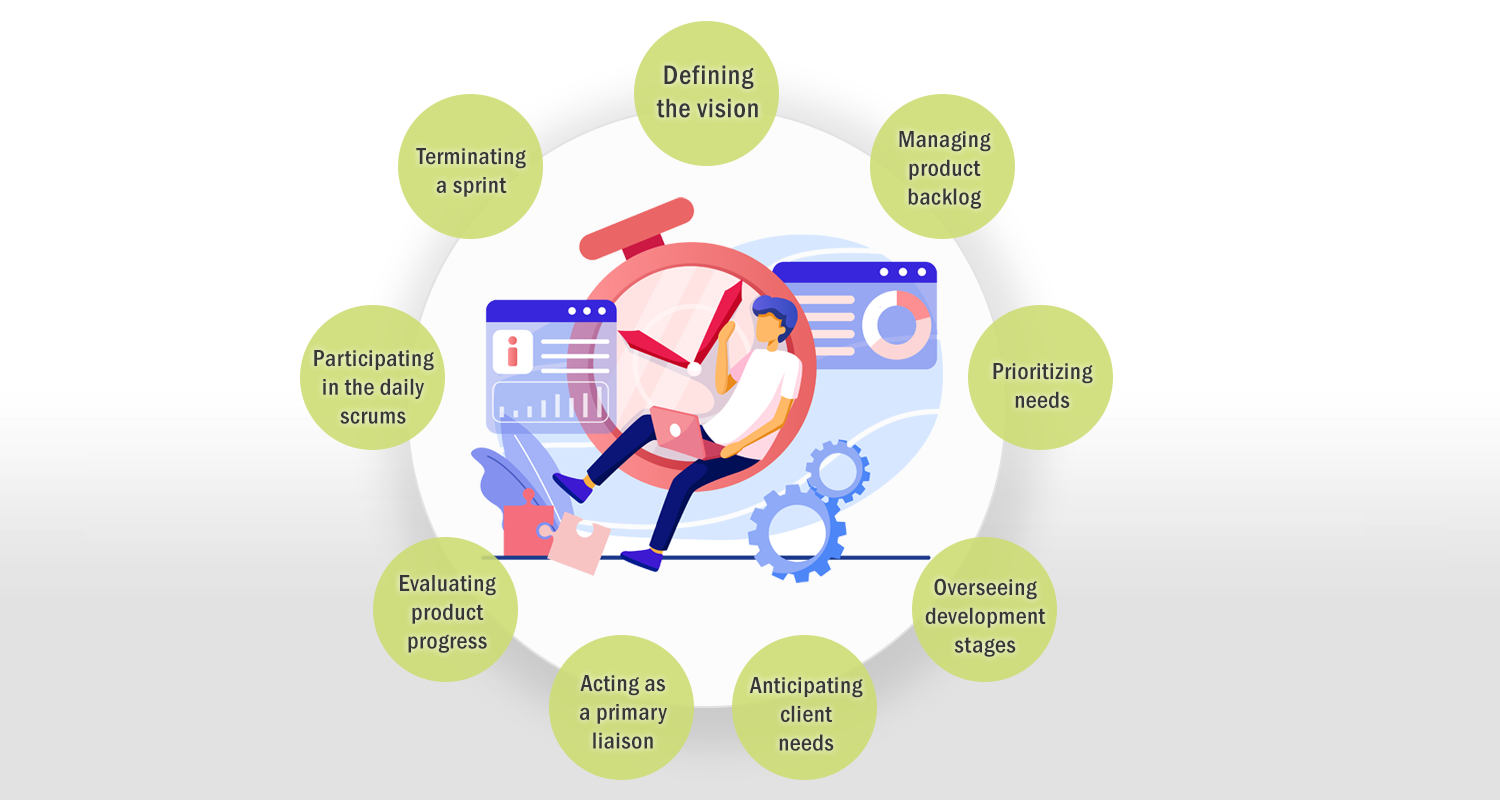 Defining
the vision
Managing
product
backlog
Prioritizing
needs
Overseeing
development
stages
Anticipating
client
needs
Acting as
a primary
liaison
Evaluating
product
progress
Participating
in the daily
scrums
Terminating
a sprint